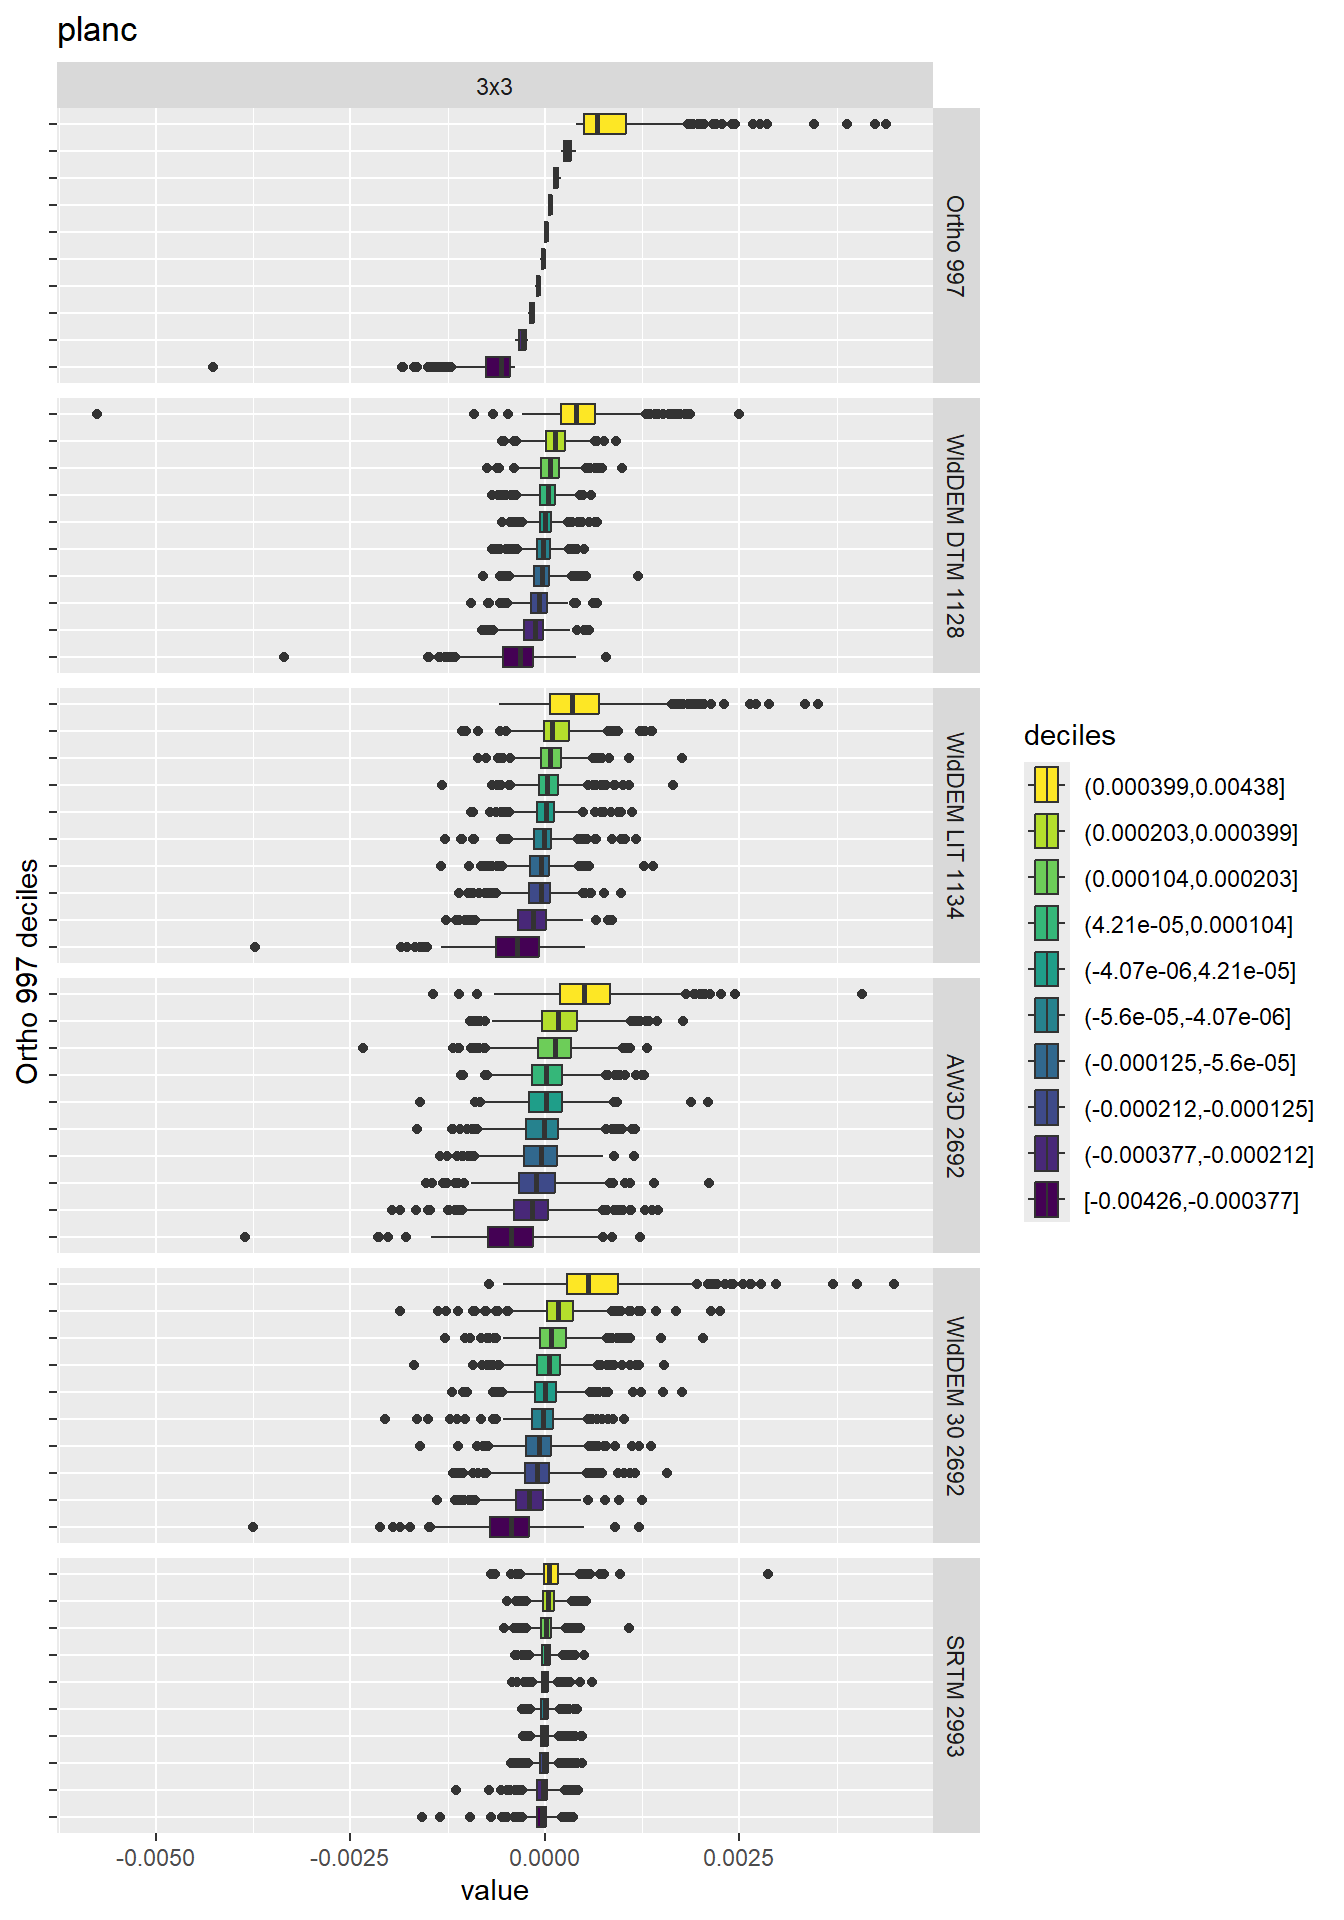 planc
3x3
Ortho 997
WldDEM DTM 1128
WldDEM LIT 1134
AW3D 2692
WldDEM 30 2692
SRTM 2993
Ortho 997 deciles
-0.0050
-0.0025
0.0000
0.0025
value
deciles
(0.000399,0.00438]
(0.000203,0.000399]
(0.000104,0.000203]
(4.21e-05,0.000104]
(-4.07e-06,4.21e-05]
(-5.6e-05,-4.07e-06]
(-0.000125,-5.6e-05]
(-0.000212,-0.000125]
(-0.000377,-0.000212]
[-0.00426,-0.000377]